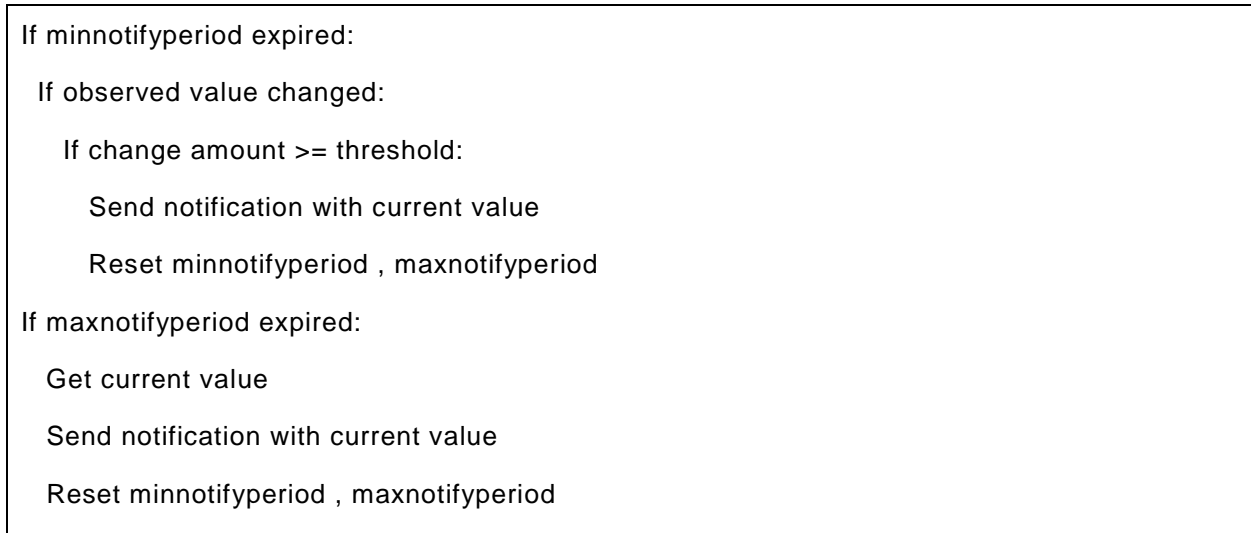 If minnotifyperiod expired:
If observed value changed:
If change amount >= threshold:
Send notification with current value
Reset minnotifyperiod , maxnotifyperiod
If maxnotifyperiod expired:
Get current value
Send notification with current value
Reset minnotifyperiod , maxnotifyperiod